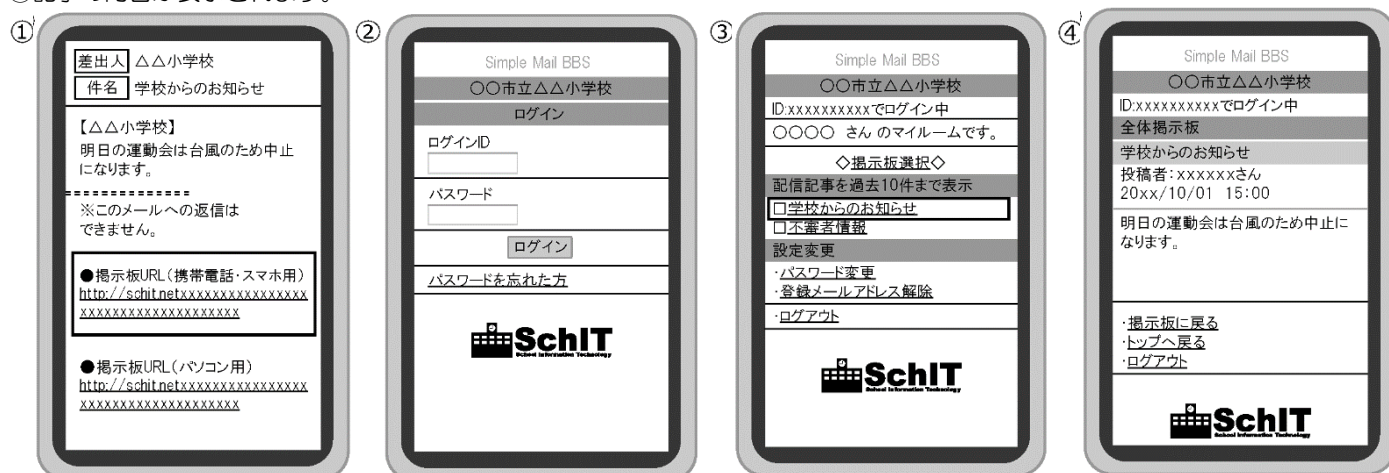 ①
差出人 △△小学校
件名 学校からのお知らせ
【△△小学校】
明日の運動会は台風のため中止
になります。
--------------
※このメールへの返信は
できません。
●掲示板URL(携帯電話・スマホ用)
http://schit.netxxxxxxxxxxxxxxxxx
xxxxxxxxxxxxxxxxxxxx
●掲示板URL(パソコン用)
http://schit.netxxxxxxxxxxxxxxxxx
xxxxxxxxxxxxxxxxxxxx
②
Simple Mail BBS
○○市立△△小学校
ログイン
ログインID
パスワード
ログイン
パスワードを忘れた方
SchIT
School Information Technology
③
Simple Mail BBS
○○市立△△小学校
ID:xxxxxxxxxxでログイン中
○○○○ さん のマイルームです。
◇掲示板選択◇
配信記事を過去10件まで表示
□学校からのお知らせ
□不審者情報
設定変更
・パスワード変更
・登録メールアドレス解除
・ログアウト
SchIT
School Information Technology
④
Simple Mail BBS
○○市立△△小学校
ID:xxxxxxxxxxでログイン中
全体掲示板
学校からのお知らせ
投稿者:xxxxxxさん
20xx/10/01 15:00
明日の運動会は台風のため中止に
なります。
・掲示板に戻る
・トップへ戻る
・ログアウト
SchIT
School Information Technology